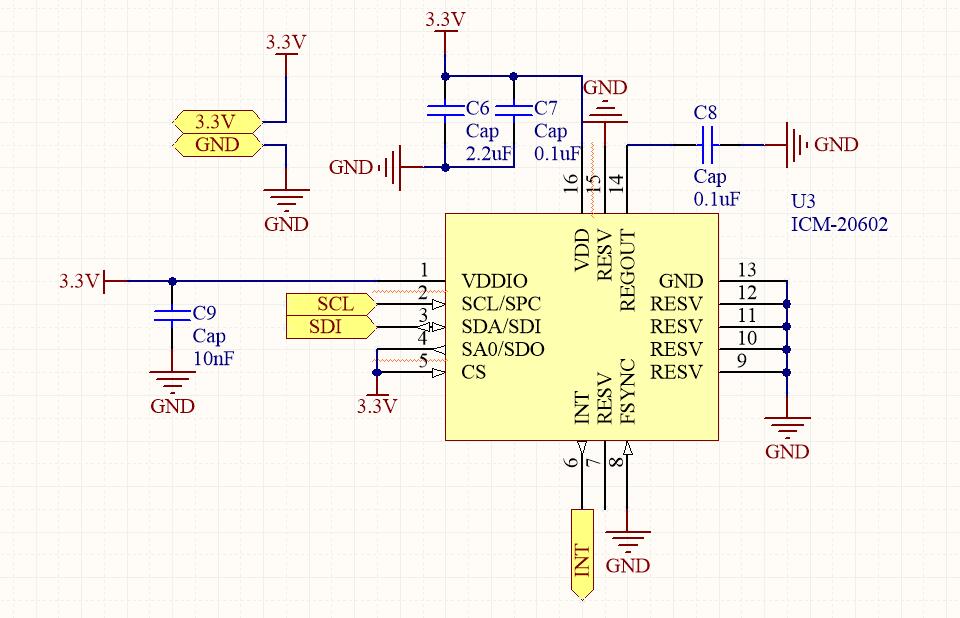 3.3V
3.3V
3.3V
GND
GND
C6
Cap
2.2uF
C7
Cap
0.1uF
GND
GND
C8
Cap
0.1uF
GND
U3
ICM-20602
16
15
14
VDD
RESV
REGOUT
3.3V
C9
Cap
10nF
GND
SCL
SDI
3.3V
1
2
3
4
5
VDDIO
SCL/SPC
SDA/SDI
SA0/SDO
CS
GND
RESV
RESV
RESV
RESV
13
12
11
10
9
GND
INT
RESV
FSYNC
6
7
8
INT
GND